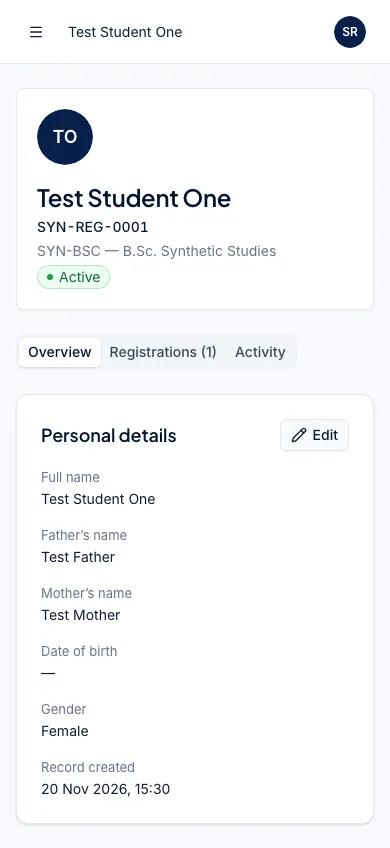 Test Student One
SR
TO
Test Student One
SYN-REG-0001
SYN-BSC — B.Sc. Synthetic Studies
Active
Overview Registrations (1) Activity
Personal details
Edit
Full name
Test Student One
Father’s name
Test Father
Mother’s name
Test Mother
Date of birth
—
Gender
Female
Record created
20 Nov 2026, 15:30